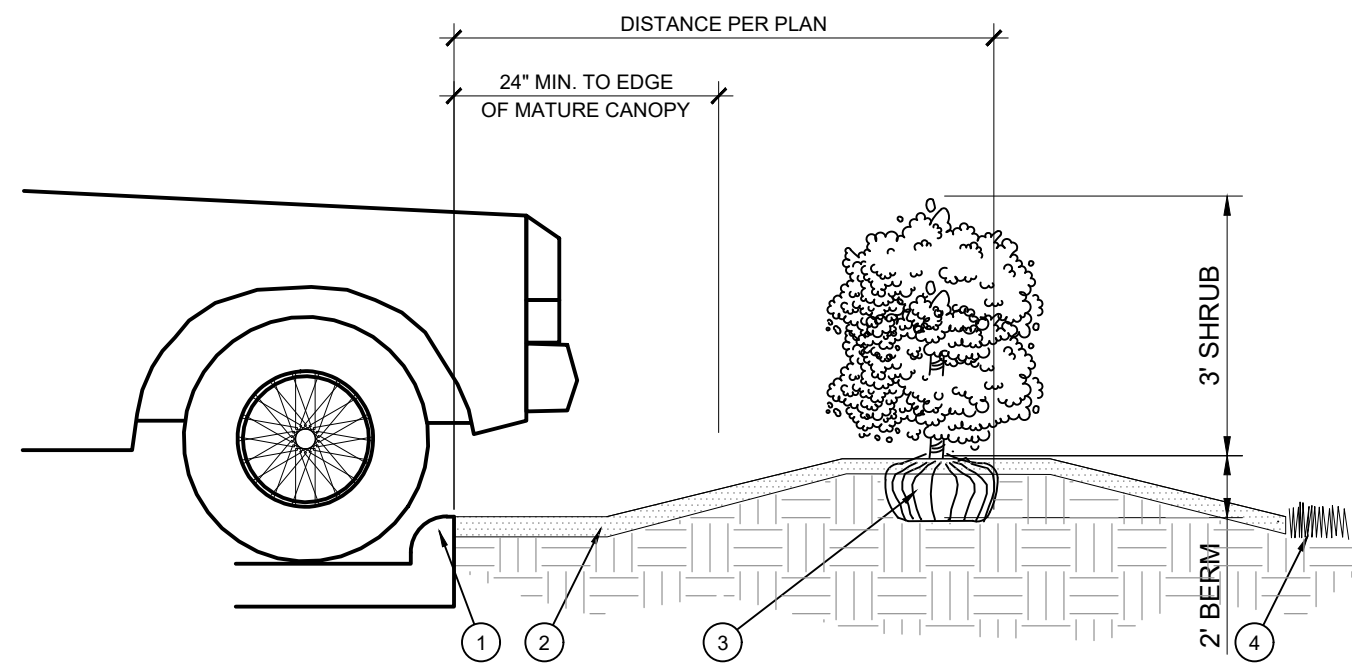 DISTANCE PER PLAN
24" MIN. TO EDGE
OF MATURE CANOPY
3' SHRUB
2' BERM
1
2
3
4